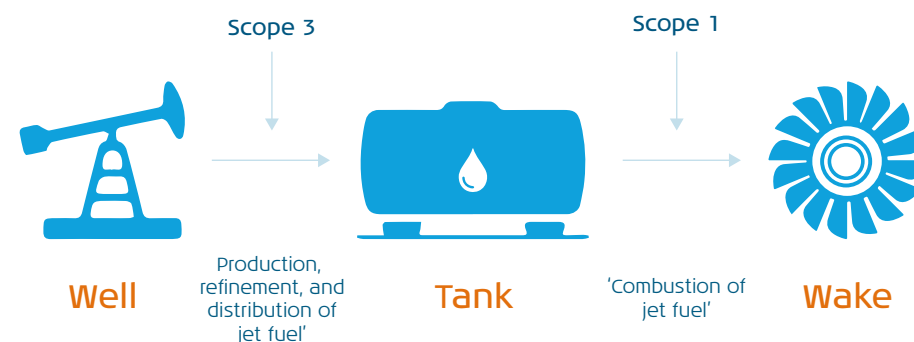 Scope 3
Scope 1
Well
Production,
refinement, and
distribution of
jet fuel’
Tank
‘Combustion of
jet fuel’
Wake